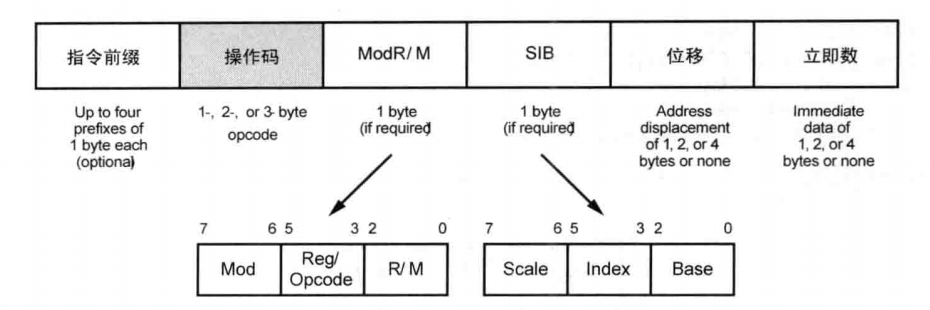 指令前缀 操作码 ModR/ M SIB 位移 立即数
Up to four
prefixes of
1 byte each
(optional)
1-, 2-, or 3- byte
opcode
1 byte
(if required)
1 byte
(if required)
Address
displacement
of 1, 2, or 4
bytes or none
Immediate
data of
1, 2, or 4
bytes or none
7 6 5 3 2 0
Mod Reg/
Opcode R/ M
7 6 5 3 2 0
Scale Index Base